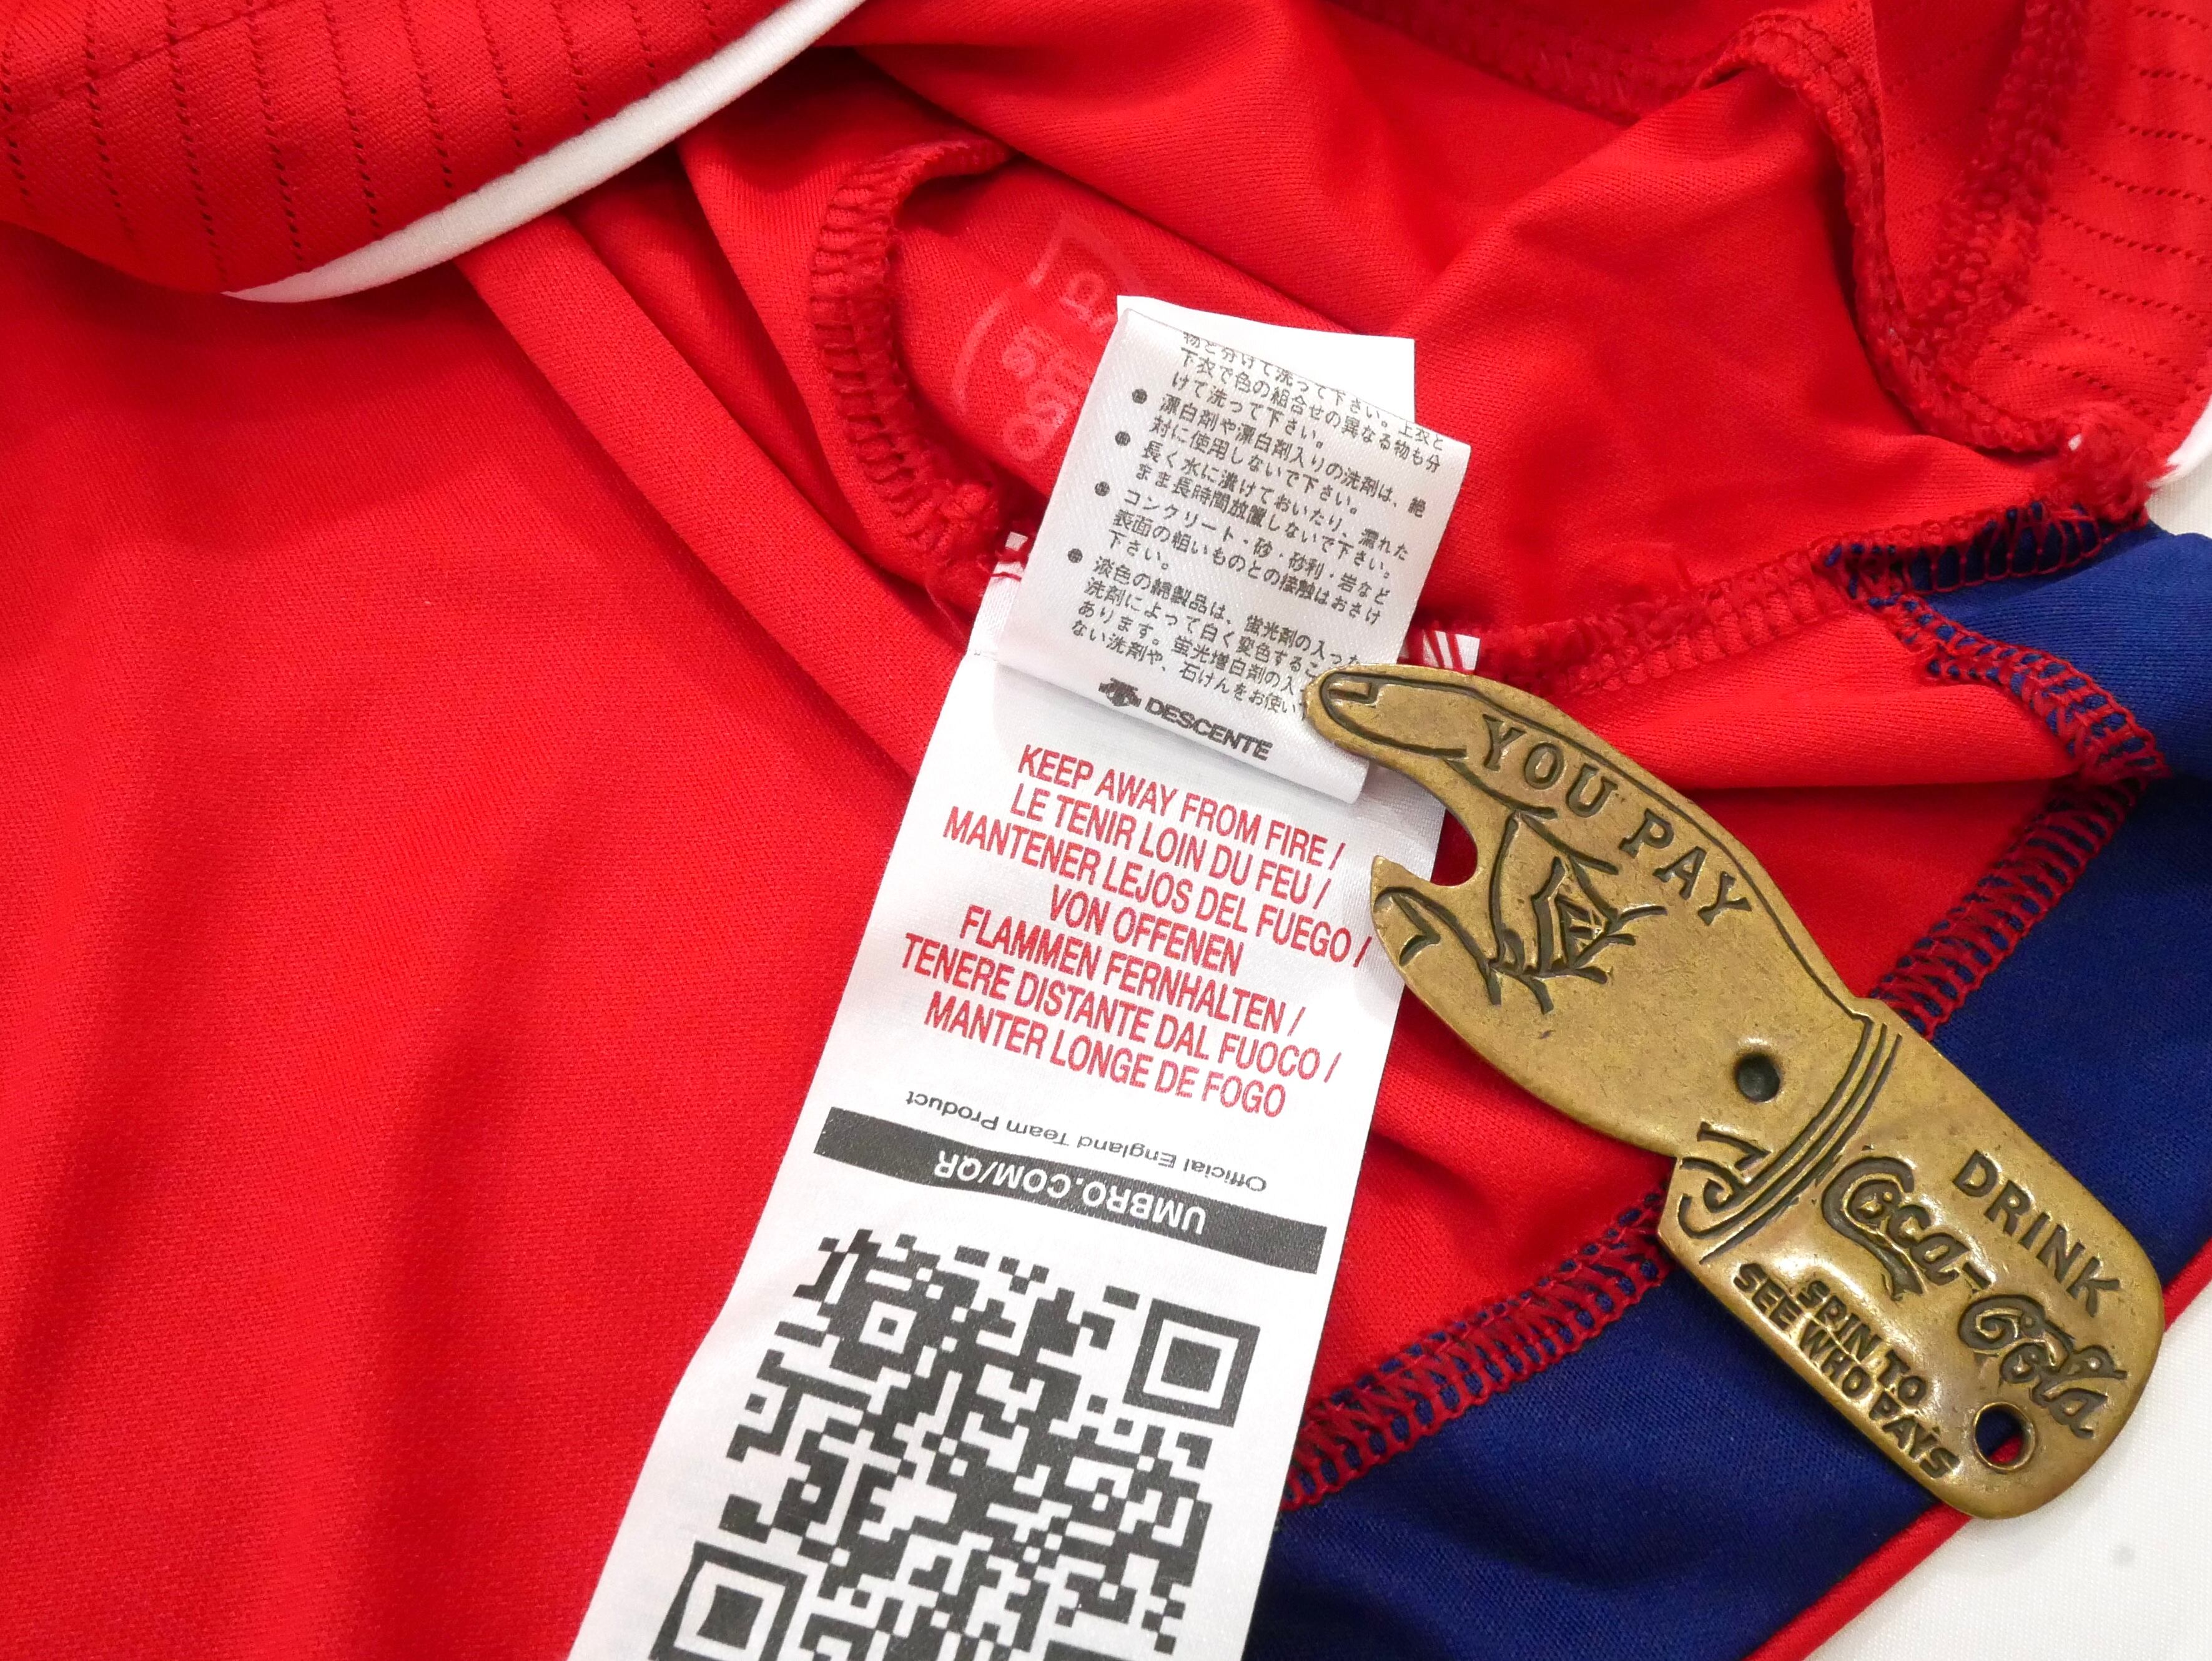 物と分けて洗って下さい。上衣と
下衣で色の組合せの異なる物も分
けて洗って下さい。
● 漂白剤や漂白剤入りの洗剤は、絶
対に使用しないで下さい。
● 長く水に漬けておいたり、濡れた
まま長時間放置しないで下さい。
● コンクリート・砂・砂利・岩など
表面の粗いものとの接触はおさけ
下さい。
● 淡色の綿製品は、蛍光剤の入った
洗剤によって白く変色するこ
あります。蛍光増白剤の入
ない洗剤や、石けんをお使い
DESCENTE
KEEP AWAY FROM FIRE /
LE TENIR LOIN DU FEU /
MANTENER LEJOS DEL FUEGO /
VON OFFENEN
FLAMMEN FERNHALTEN /
TENERE DISTANTE DAL FUOCO /
MANTER LONGE DE FOGO
Official England Team Product
UMBRO.COM/QR
YOU PAY
DRINK
Coca-Cola
SPIN TO
SEE WHO PAYS